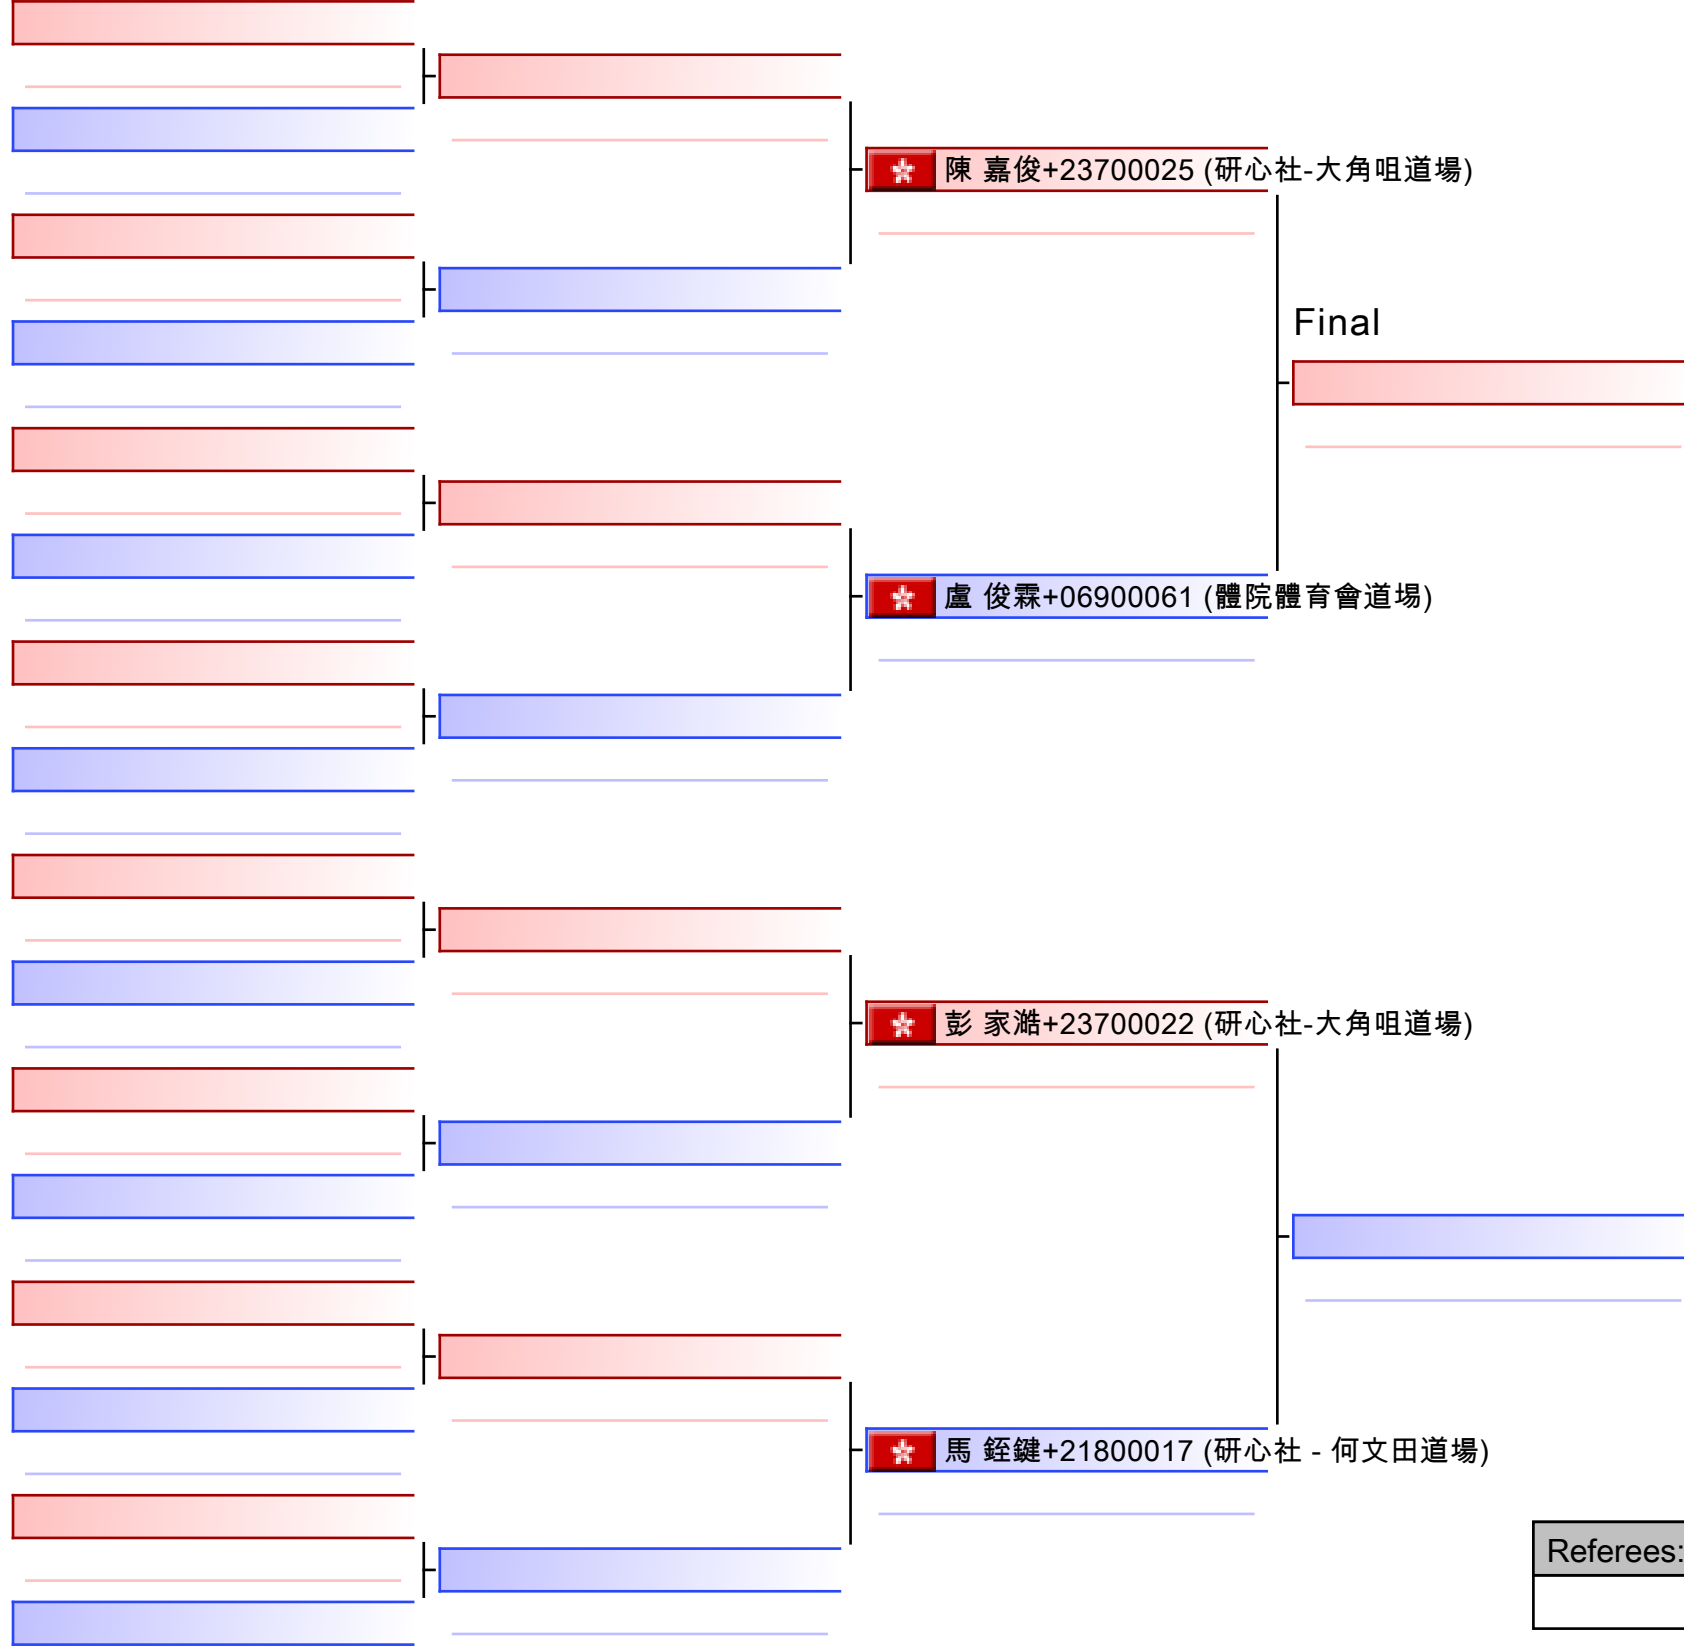 陳 嘉俊+23700025 (研心社-大角咀道場)
Final
盧 俊霖+06900061 (體院體育會道場)
彭 家澔+23700022 (研心社-大角咀道場)
馬 銍鍵+21800017 (研心社 - 何文田道場)
Referees: